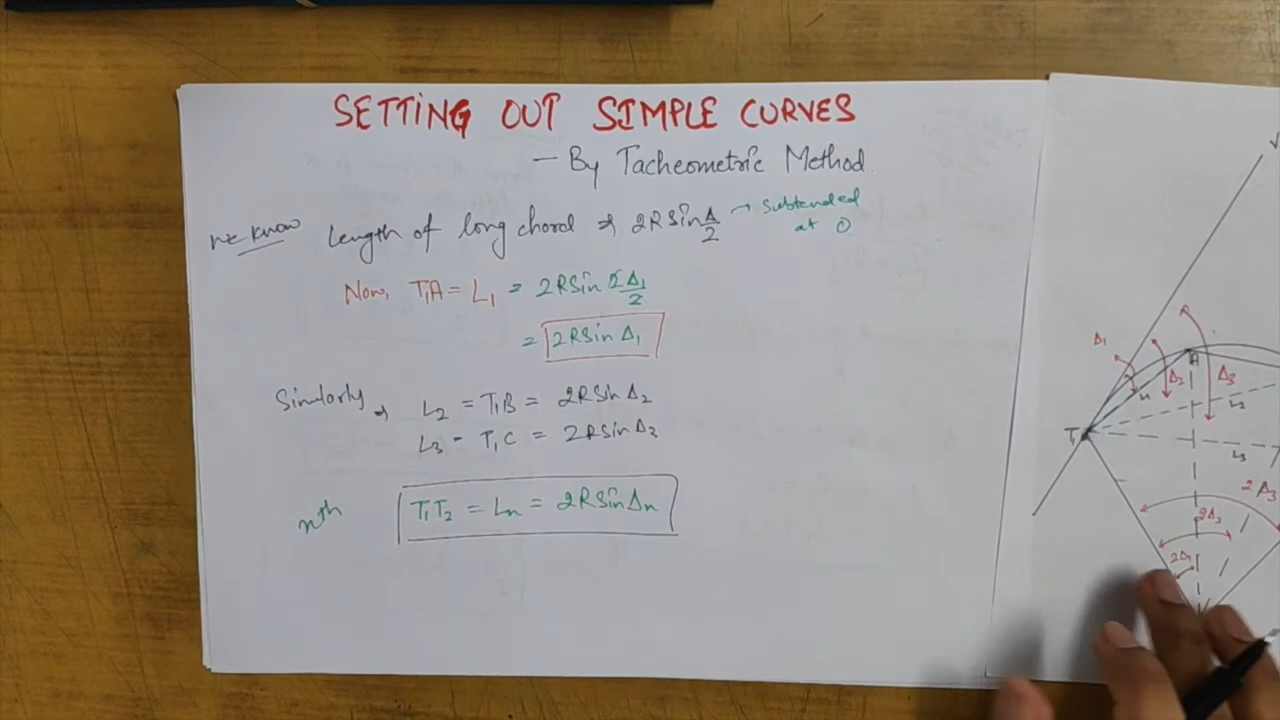 SETTING OUT SIMPLE CURVES
— By Tacheometric Method.
We know Length of long chord ⇒ 2R Sin Δ/2 → Subtended at O
Now, T₁A = L₁ = 2R Sin 2Δ₁/2
= 2R Sin Δ₁
Similarly, L₂ = T₁B = 2R Sin Δ₂
L₃ = T₁C = 2R Sin Δ₃
nth T₁T₂ = Lₙ = 2R Sin Δₙ
Δ₁
A
Δ₂
Δ₃
L₂
T₁
L₃
2Δ₃
2Δ₂
2Δ₁